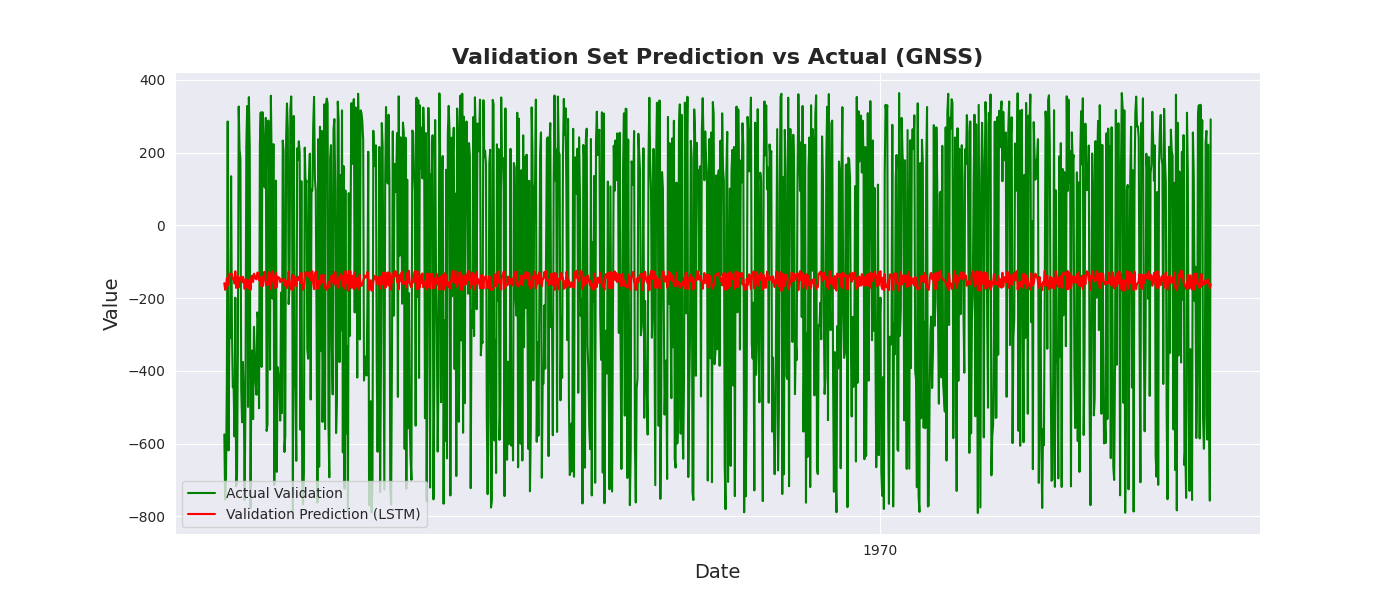 Validation Set Prediction vs Actual (GNSS)
400
200
0
−200
−400
−600
−800
Value
Actual Validation
Validation Prediction (LSTM)
1970
Date